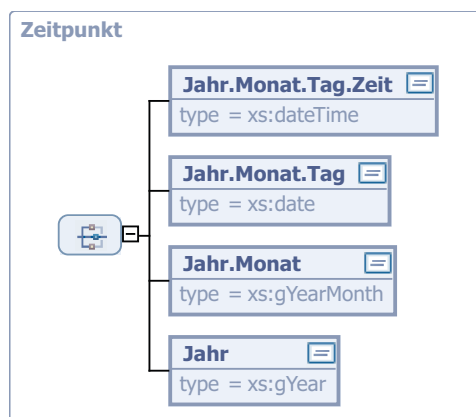 Zeitpunkt
Jahr.Monat.Tag.Zeit
type = xs:dateTime
Jahr.Monat.Tag
type = xs:date
Jahr.Monat
type = xs:gYearMonth
Jahr
type = xs:gYear